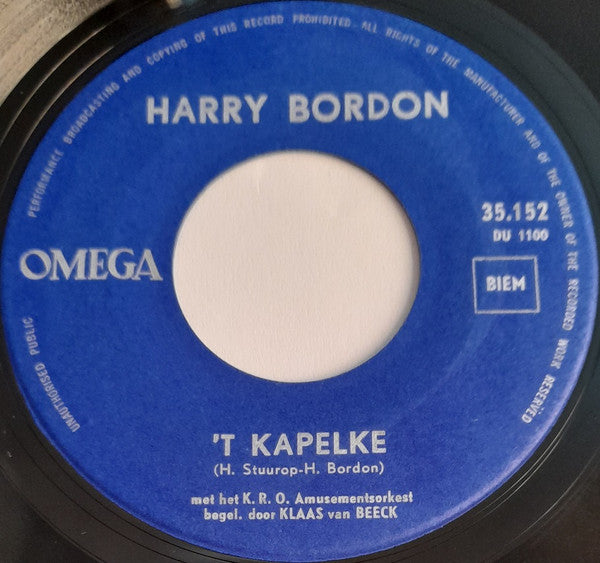 PERFORMANCE BROADCASTING AND COPYING OF THIS RECORD PROHIBITED. ALL RIGHTS OF THE MANUFACTURER AND OF THE OWNER OF THE RECORDED WORK RESERVED
UNAUTHORISED PUBLIC
HARRY BORDON
35.152
DU 1100
OMEGA
BIEM
'T KAPELKE
(H. Stuurop-H. Bordon)
met het K. R. O. Amusementsorkest
begel. door KLAAS van BEECK